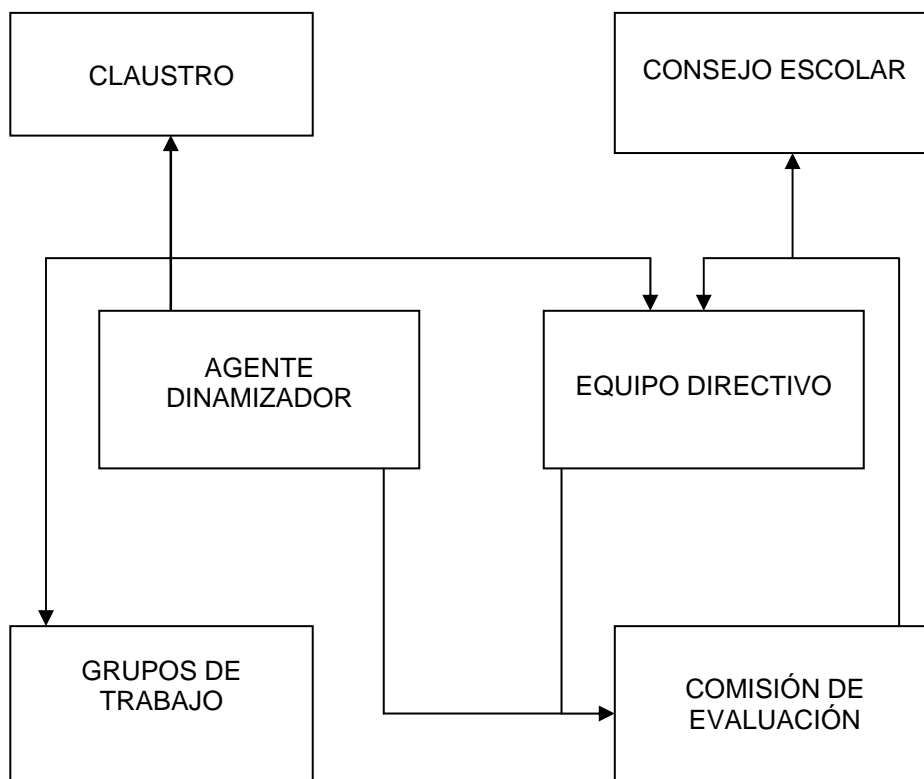 CLAUSTRO
CONSEJO ESCOLAR
AGENTE
DINAMIZADOR
EQUIPO DIRECTIVO
GRUPOS DE
TRABAJO
COMISIÓN DE
EVALUACIÓN